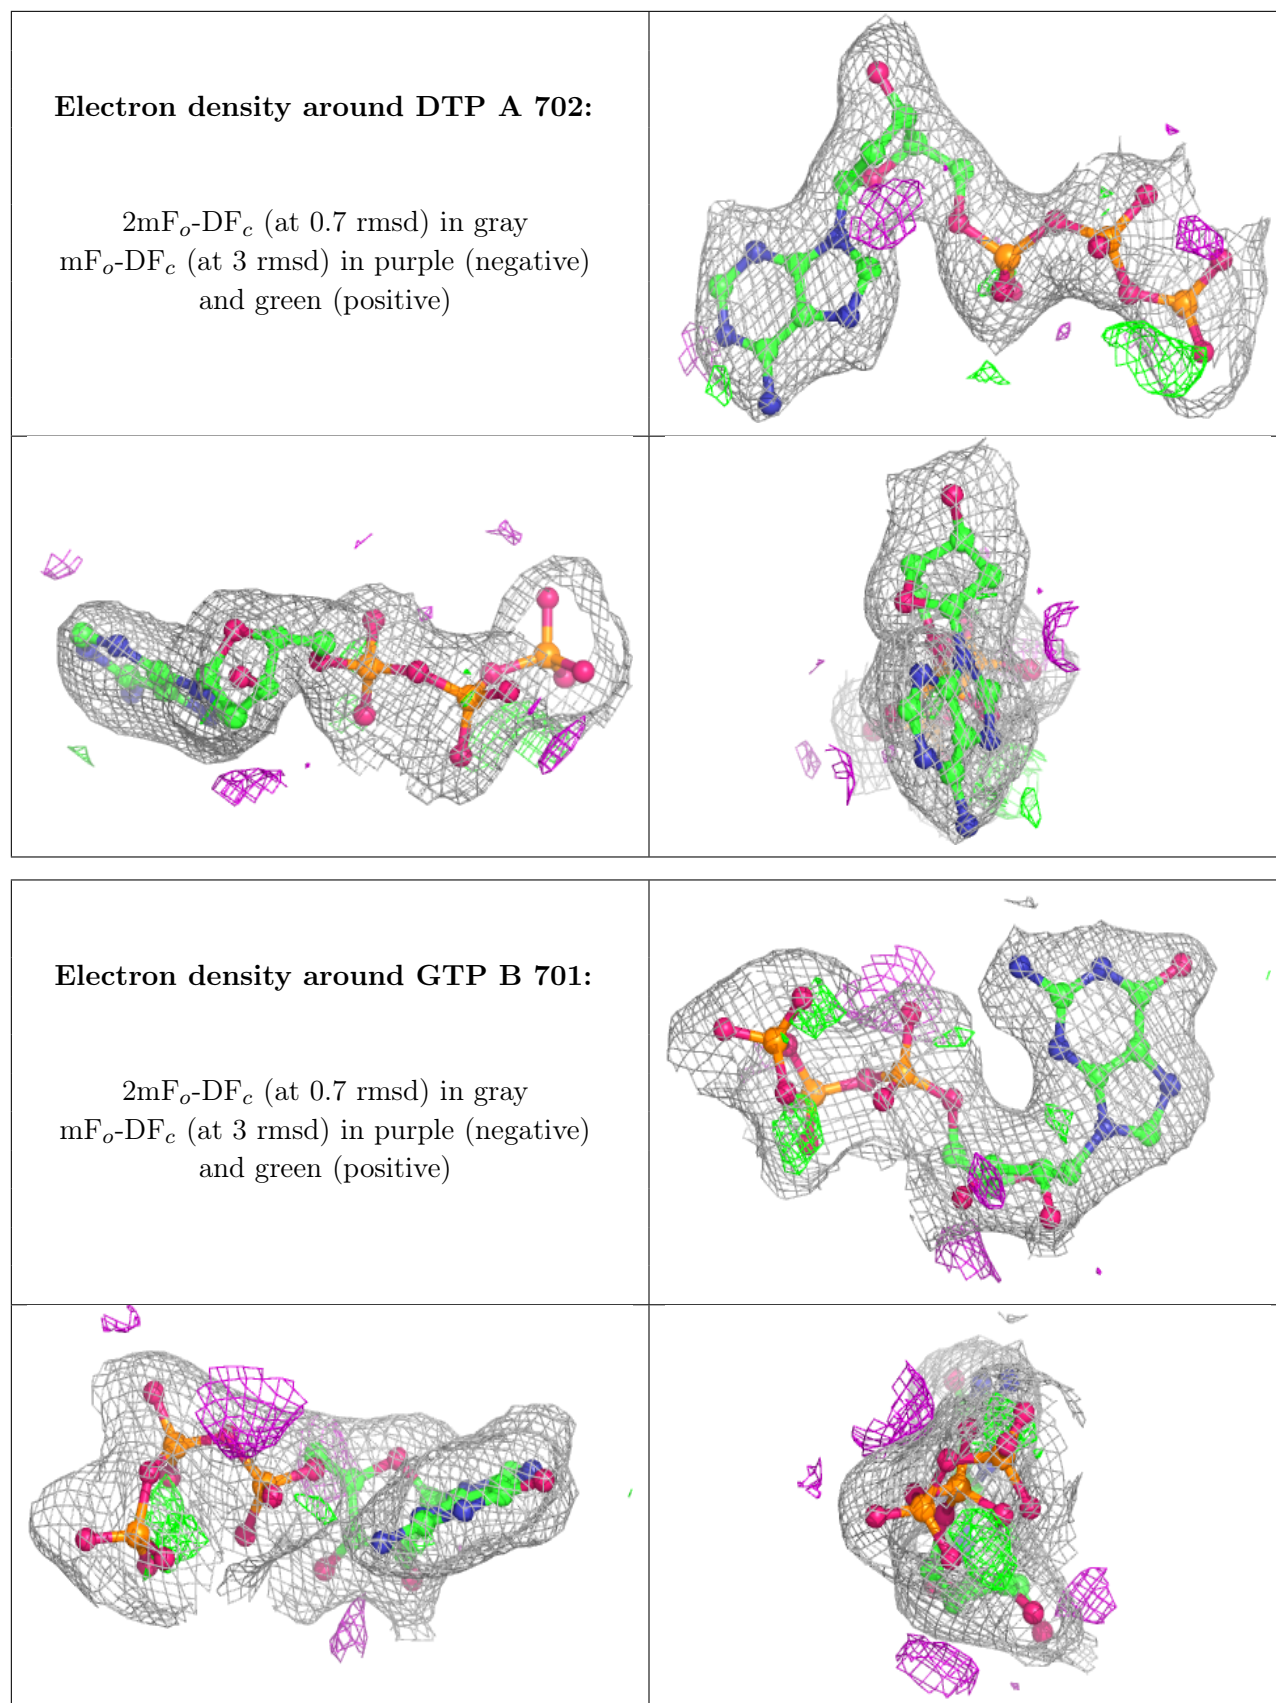 Electron density around DTP A 702:
2mFo-DFc (at 0.7 rmsd) in gray
mFo-DFc (at 3 rmsd) in purple (negative)
and green (positive)
Electron density around GTP B 701:
2mFo-DFc (at 0.7 rmsd) in gray
mFo-DFc (at 3 rmsd) in purple (negative)
and green (positive)